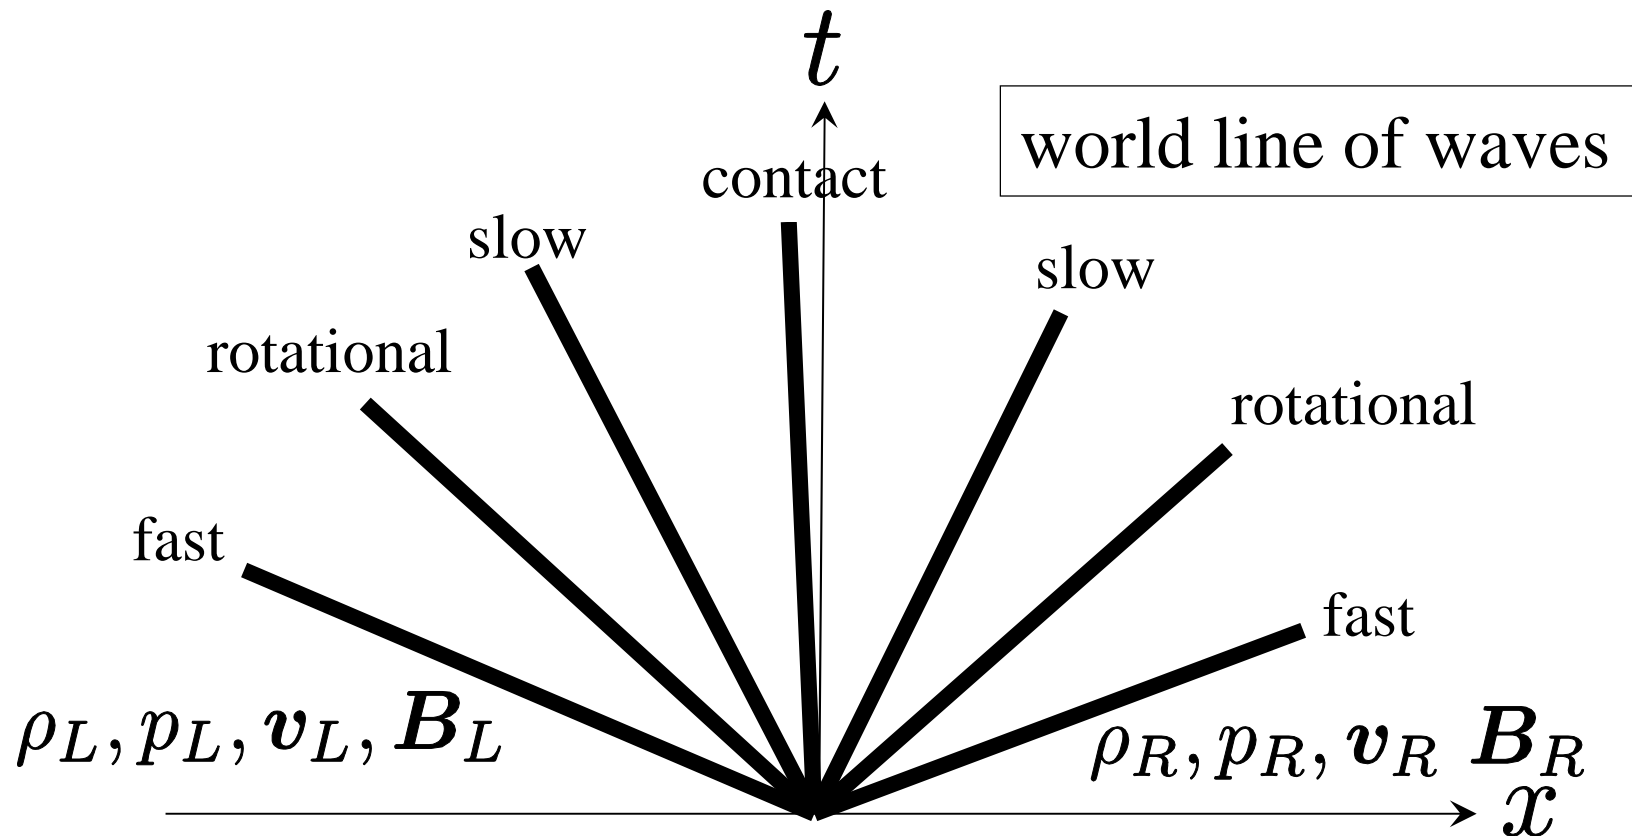 t
world line of waves
contact
slow
slow
rotational
rotational
fast
fast
ρ_L, p_L, v_L, B_L
ρ_R, p_R, v_R B_R
x